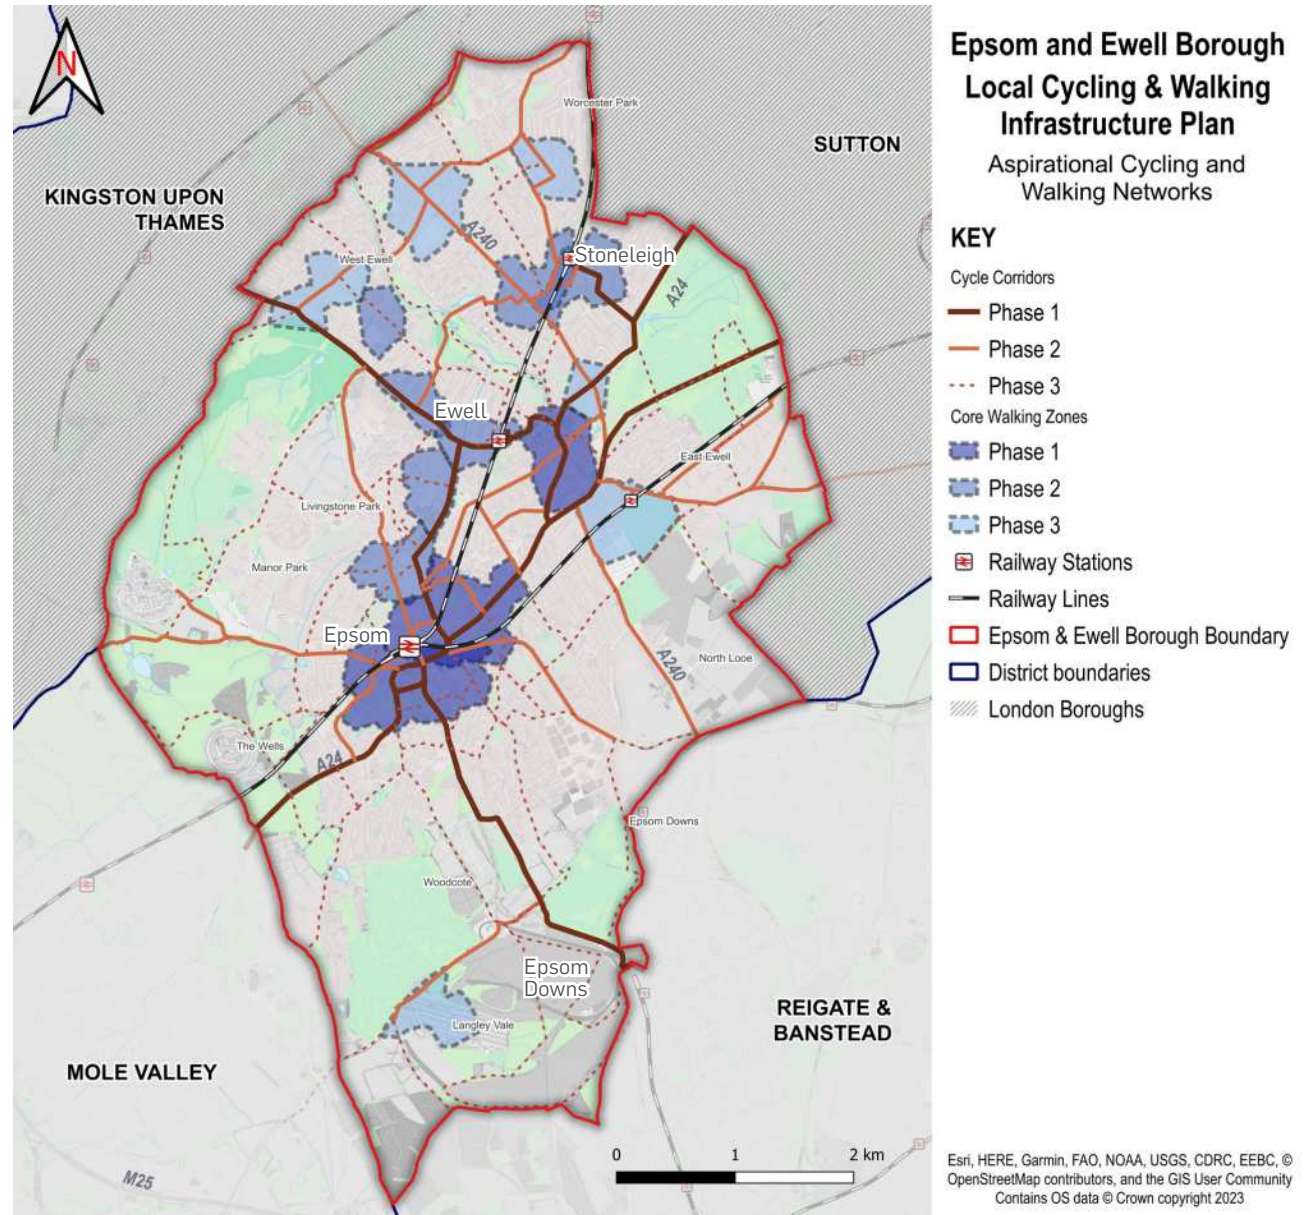 N
Worcester Park
SUTTON
KINGSTON UPON
THAMES
A240
Stoneleigh
West Ewell
A24
Ewell
East Ewell
Livingstone Park
Manor Park
Epsom
North Looe
A240
The Wells
A24
Epsom Downs
Woodcote
Epsom
Downs
Langley Vale
REIGATE &
BANSTEAD
MOLE VALLEY
M25
0 1 2 km
Epsom and Ewell Borough
Local Cycling & Walking
Infrastructure Plan
Aspirational Cycling and
Walking Networks
KEY
Cycle Corridors
Phase 1
Phase 2
Phase 3
Core Walking Zones
Phase 1
Phase 2
Phase 3
Railway Stations
Railway Lines
Epsom & Ewell Borough Boundary
District boundaries
London Boroughs
Esri, HERE, Garmin, FAO, NOAA, USGS, CDRC, EEBC, ©
OpenStreetMap contributors, and the GIS User Community
Contains OS data © Crown copyright 2023